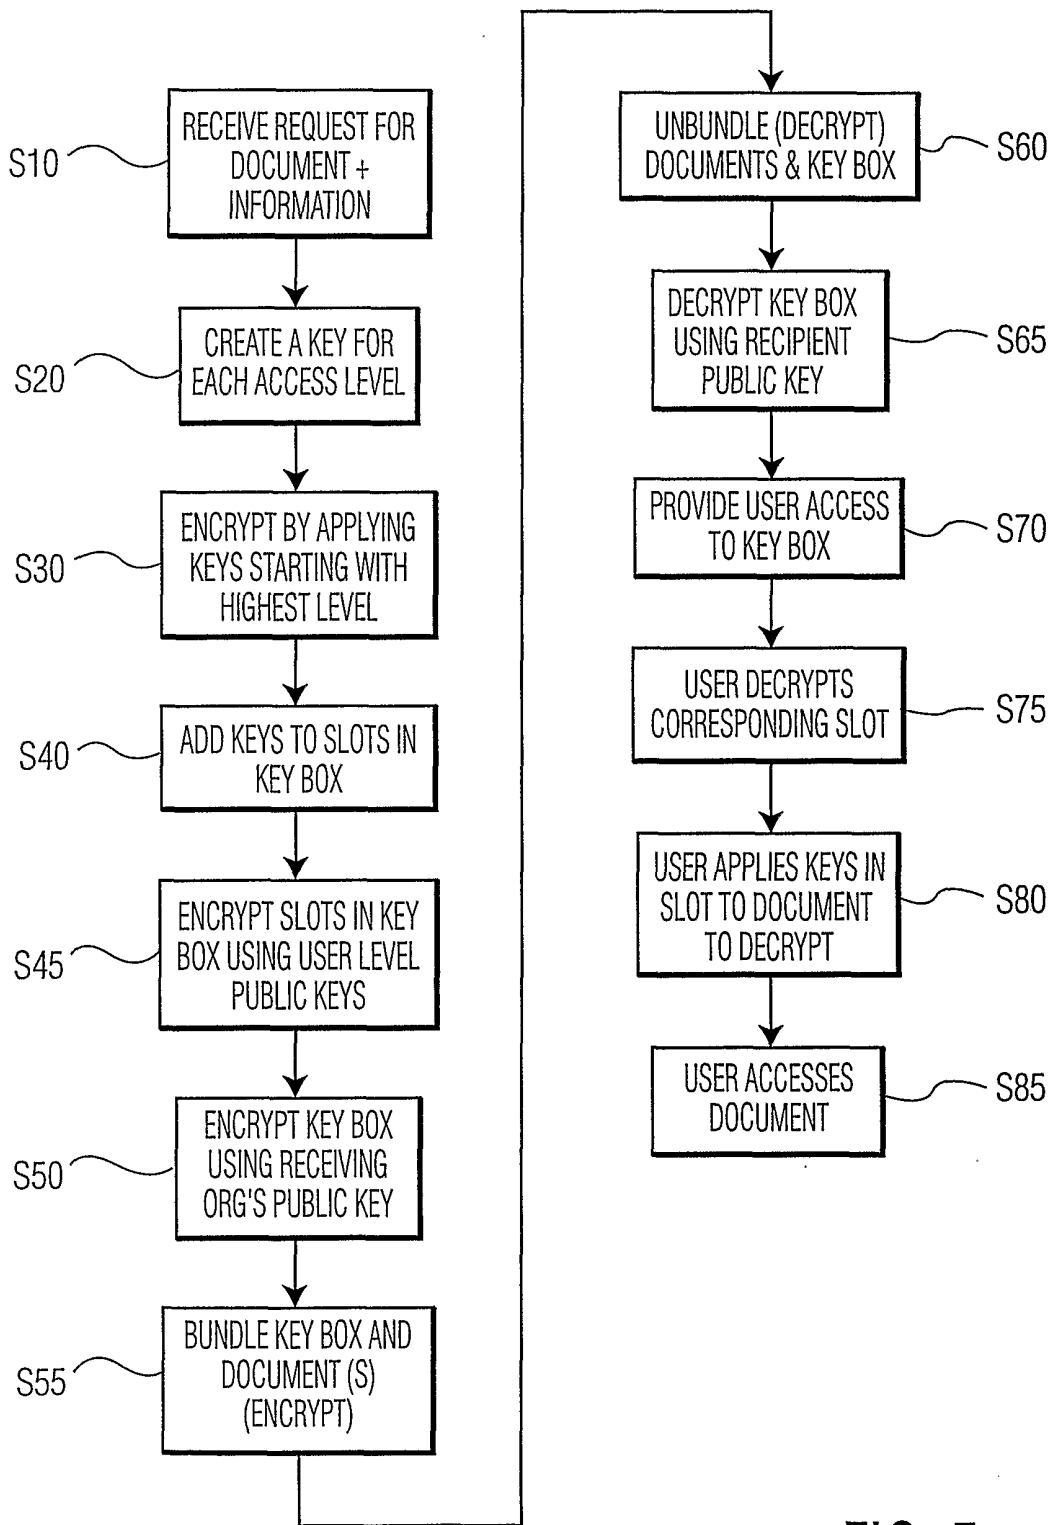 S10
RECEIVE REQUEST FOR
DOCUMENT +
INFORMATION
S20
CREATE A KEY FOR
EACH ACCESS LEVEL
S30
ENCRYPT BY APPLYING
KEYS STARTING WITH
HIGHEST LEVEL
S40
ADD KEYS TO SLOTS IN
KEY BOX
S45
ENCRYPT SLOTS IN KEY
BOX USING USER LEVEL
PUBLIC KEYS
S50
ENCRYPT KEY BOX
USING RECEIVING
ORG'S PUBLIC KEY
S55
BUNDLE KEY BOX AND
DOCUMENT (S)
(ENCRYPT)
UNBUNDLE (DECRYPT)
DOCUMENTS & KEY BOX
S60
DECRYPT KEY BOX
USING RECIPIENT
PUBLIC KEY
S65
PROVIDE USER ACCESS
TO KEY BOX
S70
USER DECRYPTS
CORRESPONDING SLOT
S75
USER APPLIES KEYS IN
SLOT TO DOCUMENT
TO DECRYPT
S80
USER ACCESSES
DOCUMENT
S85